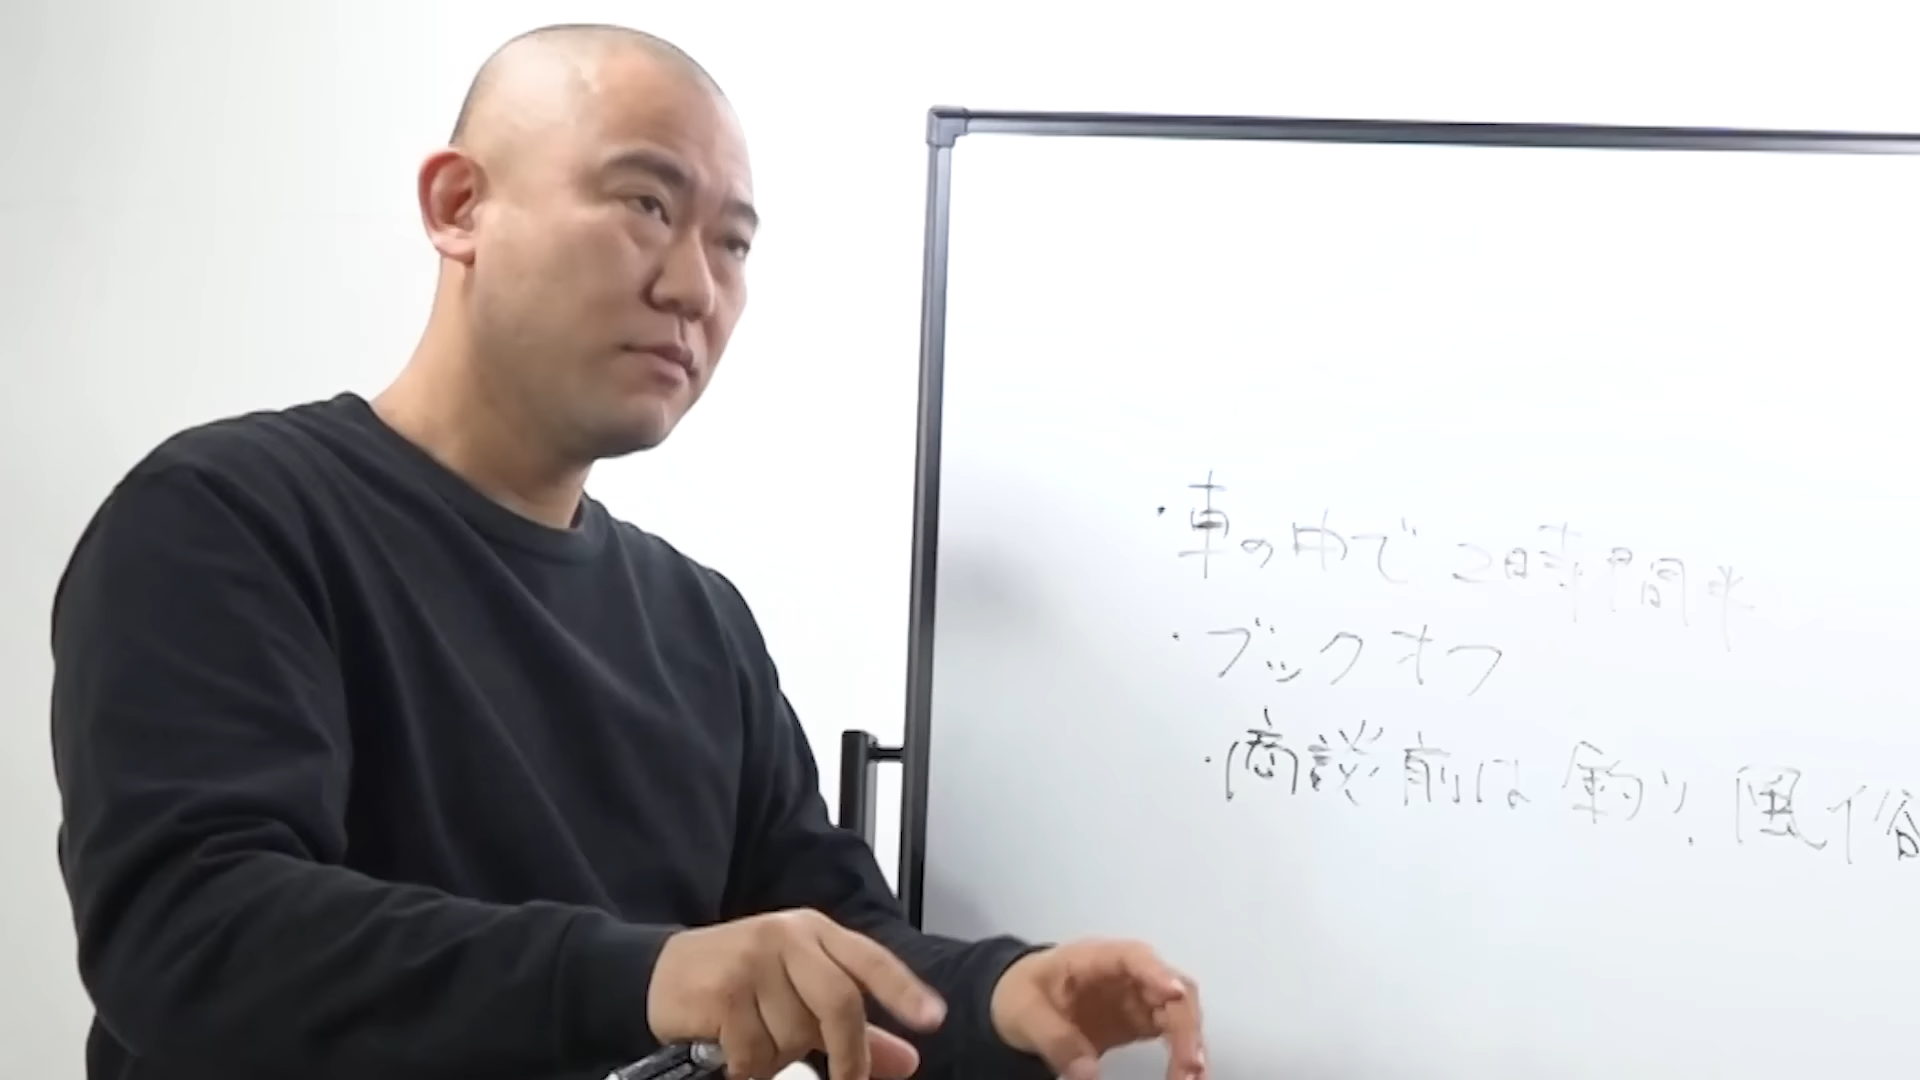 ・車の中で2時間半
・ブックオフ
・商談前は釣り、風俗